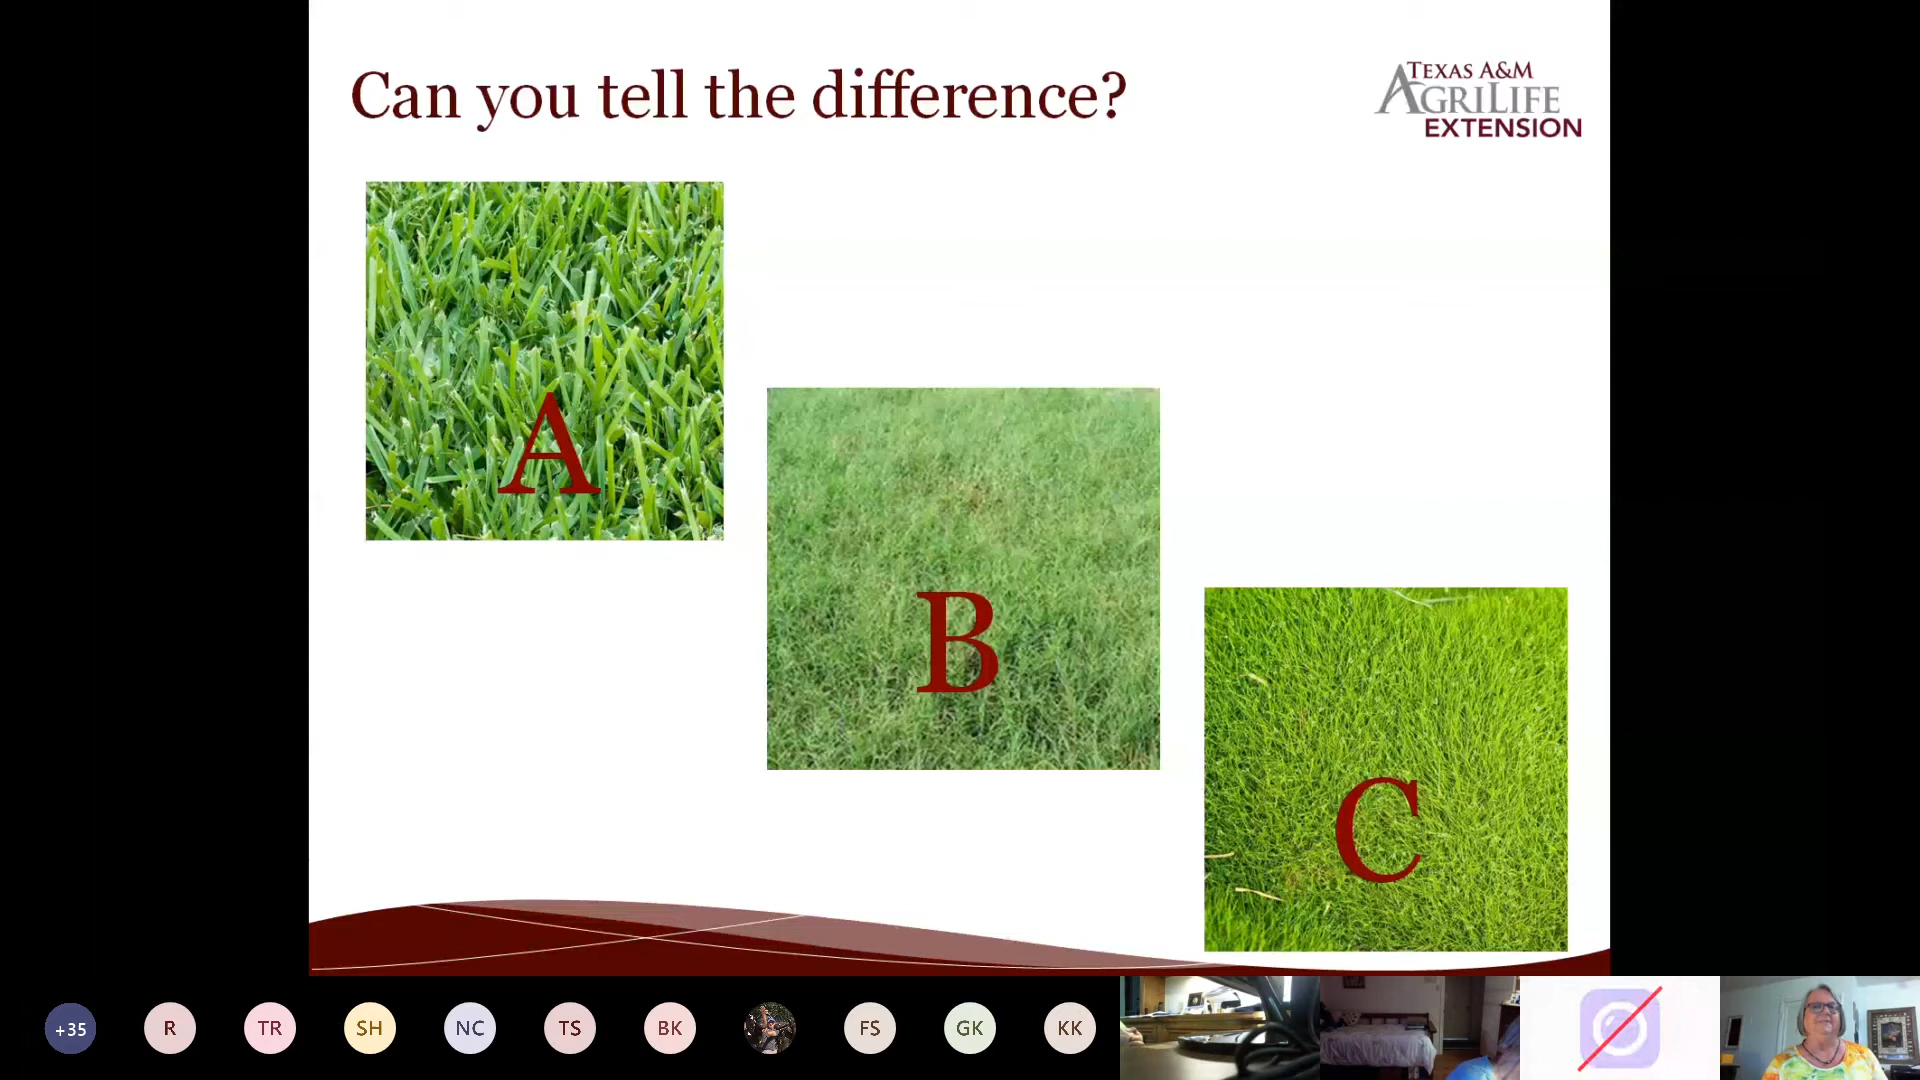 Can you tell the difference?
TEXAS A&M
AGRILIFE
EXTENSION
A
B
C
+35
R
TR
SH
NC
TS
BK
FS
GK
KK